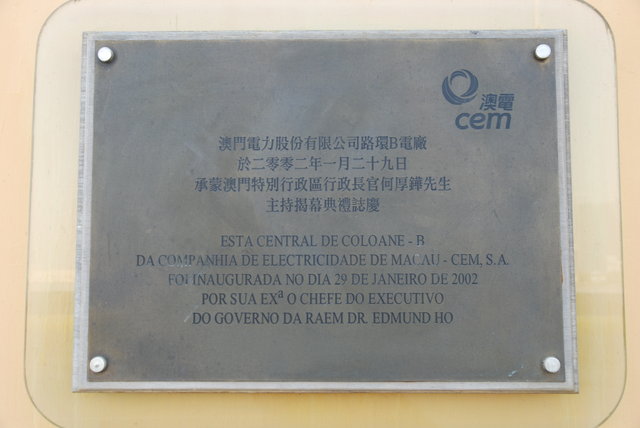 澳電
cem
澳門電力股份有限公司路環B電廠
於二零零二年一月二十九日
承蒙澳門特別行政區行政長官何厚鏵先生
主持揭幕典禮誌慶
ESTA CENTRAL DE COLOANE - B
DA COMPANHIA DE ELECTRICIDADE DE MACAU - CEM, S.A.
FOI INAUGURADA NO DIA 29 DE JANEIRO DE 2002
POR SUA EXª O CHEFE DO EXECUTIVO
DO GOVERNO DA RAEM DR. EDMUND HO